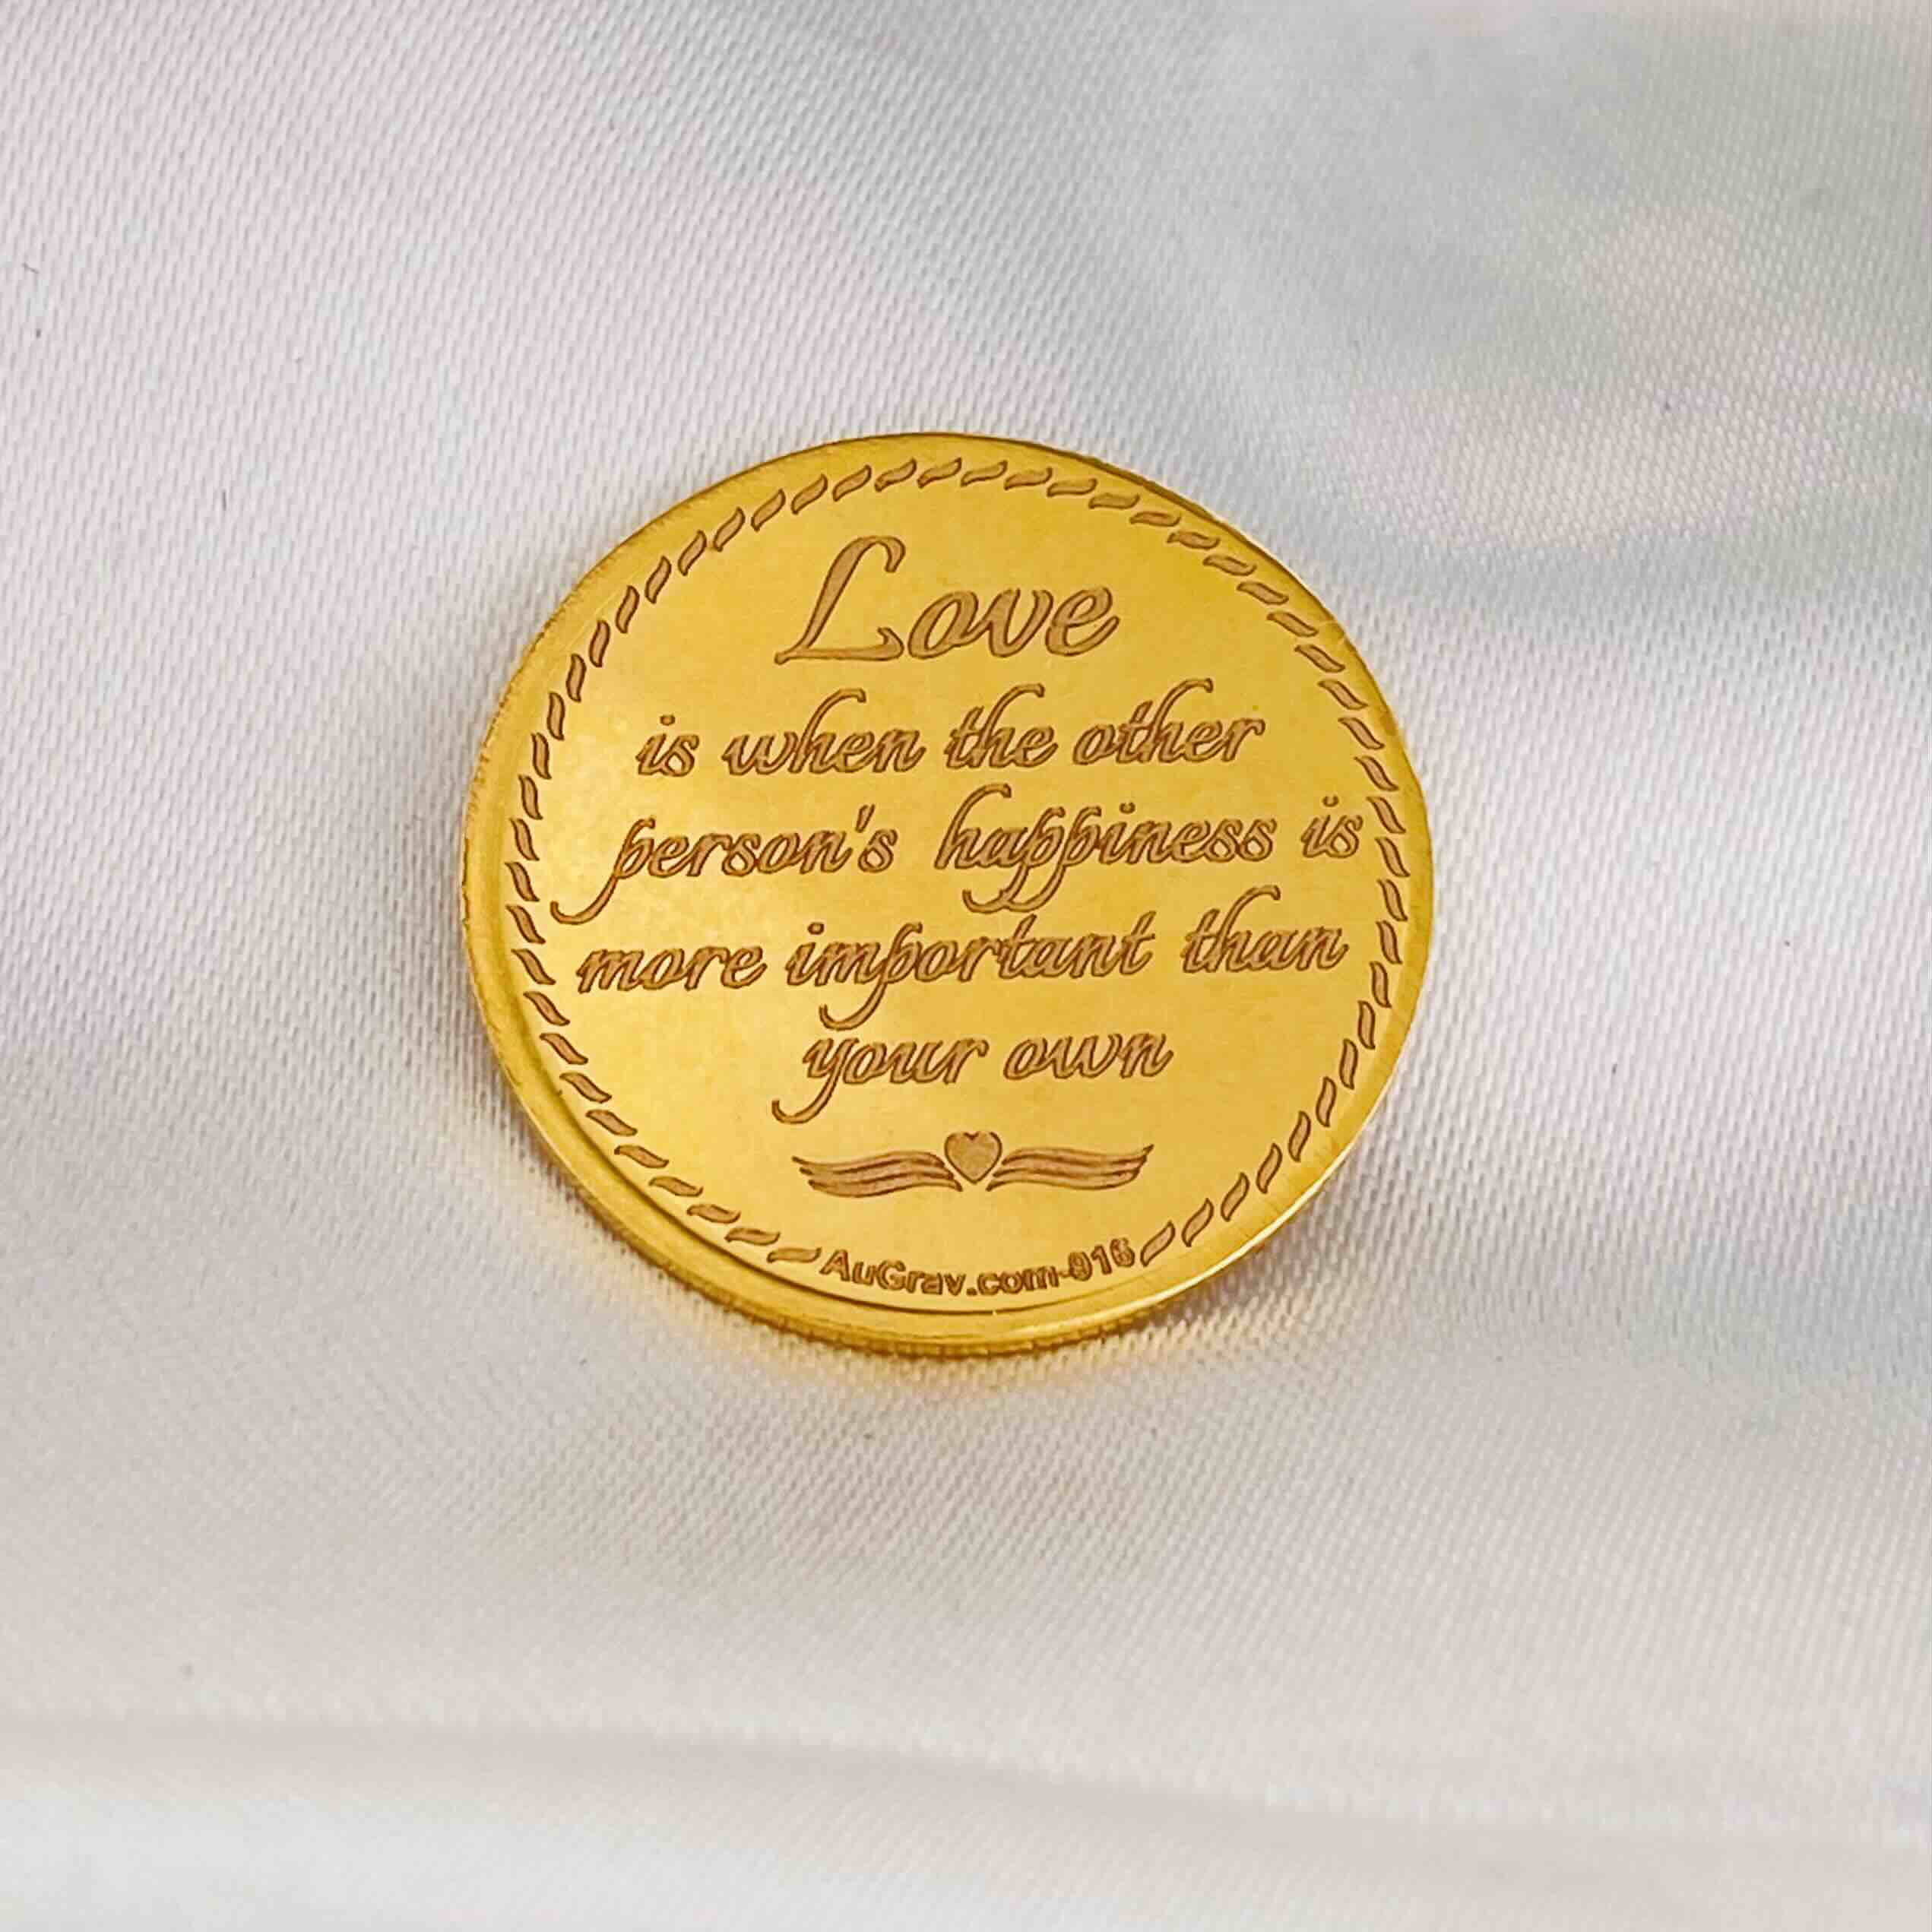 Love
is when the other
person's happiness is
more important than
your own
AuGrav.com-916